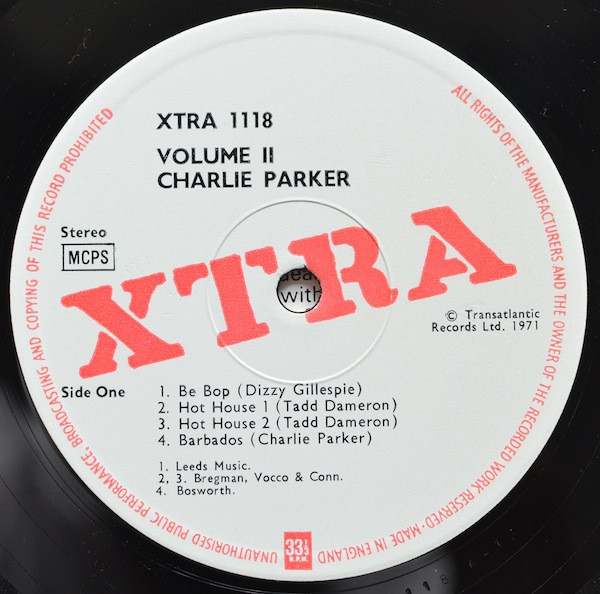 XTRA 1118
VOLUME II
CHARLIE PARKER
Stereo
MCPS
XTRA
with
© Transatlantic
Records Ltd. 1971
Side One
1. Be Bop (Dizzy Gillespie)
2. Hot House 1 (Tadd Dameron)
3. Hot House 2 (Tadd Dameron)
4. Barbados (Charlie Parker)
1. Leeds Music.
2, 3. Bregman, Vocco & Conn.
4. Bosworth.
33⅓
R.P.M.
ALL RIGHTS OF THE MANUFACTURERS AND THE OWNER OF THE RECORDED WORK RESERVED-MADE IN ENGLAND
UNAUTHORISED PUBLIC PERFORMANCE, BROADCASTING AND COPYING OF THIS RECORD PROHIBITED